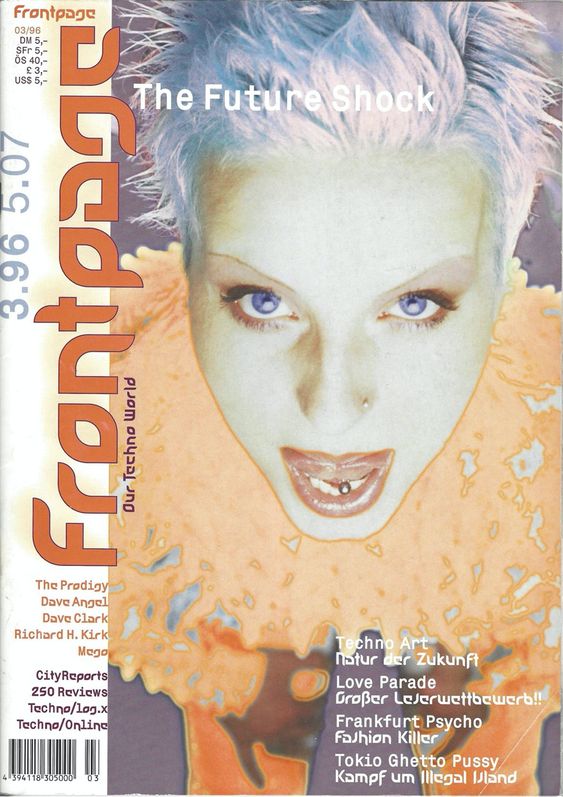 Frontpage
03/96
DM 5,-
SFr 5,-
ÖS 40,-
£ 3,-
US$ 5,-
The Future Shock
3.96 5.07
Frontpage
Our Techno World
The Prodigy
Dave Angel
Dave Clark
Richard H. Kirk
Mego
CityReports
250 Reviews
Techno/log.x
Techno/Online
Techno Art
Natur der Zukunft
Love Parade
Großer Leserwettbewerb!!
Frankfurt Psycho
Fashion Killer
Tokio Ghetto Pussy
Kampf um Illegal Island
4 394118 305000 03